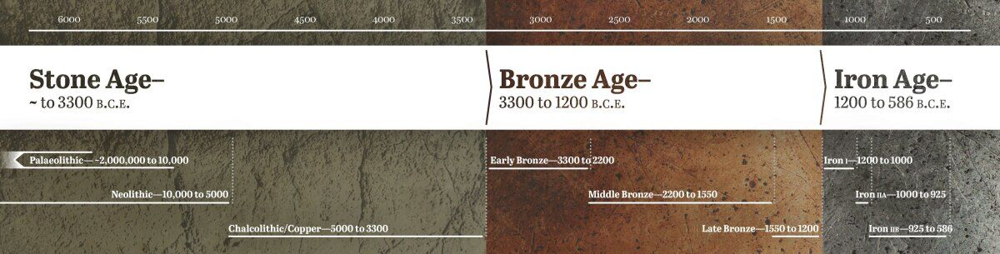 6000 5500 5000 4500 4000 3500 3000 2500 2000 1500 1000 500
Stone Age–
~ to 3300 B.C.E.
Bronze Age–
3300 to 1200 B.C.E.
Iron Age–
1200 to 586 B.C.E.
Palaeolithic— ~2,000,000 to 10,000
Neolithic—10,000 to 5000
Chalcolithic/Copper—5000 to 3300
Early Bronze—3300 to 2200
Middle Bronze—2200 to 1550
Late Bronze—1550 to 1200
Iron I—1200 to 1000
Iron IIA—1000 to 925
Iron IIB—925 to 586